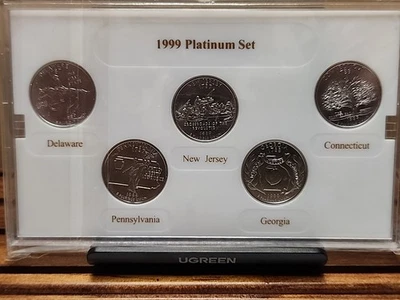 1999 Platinum Set
Delaware
New Jersey
Connecticut
Pennsylvania
Georgia
UGREEN